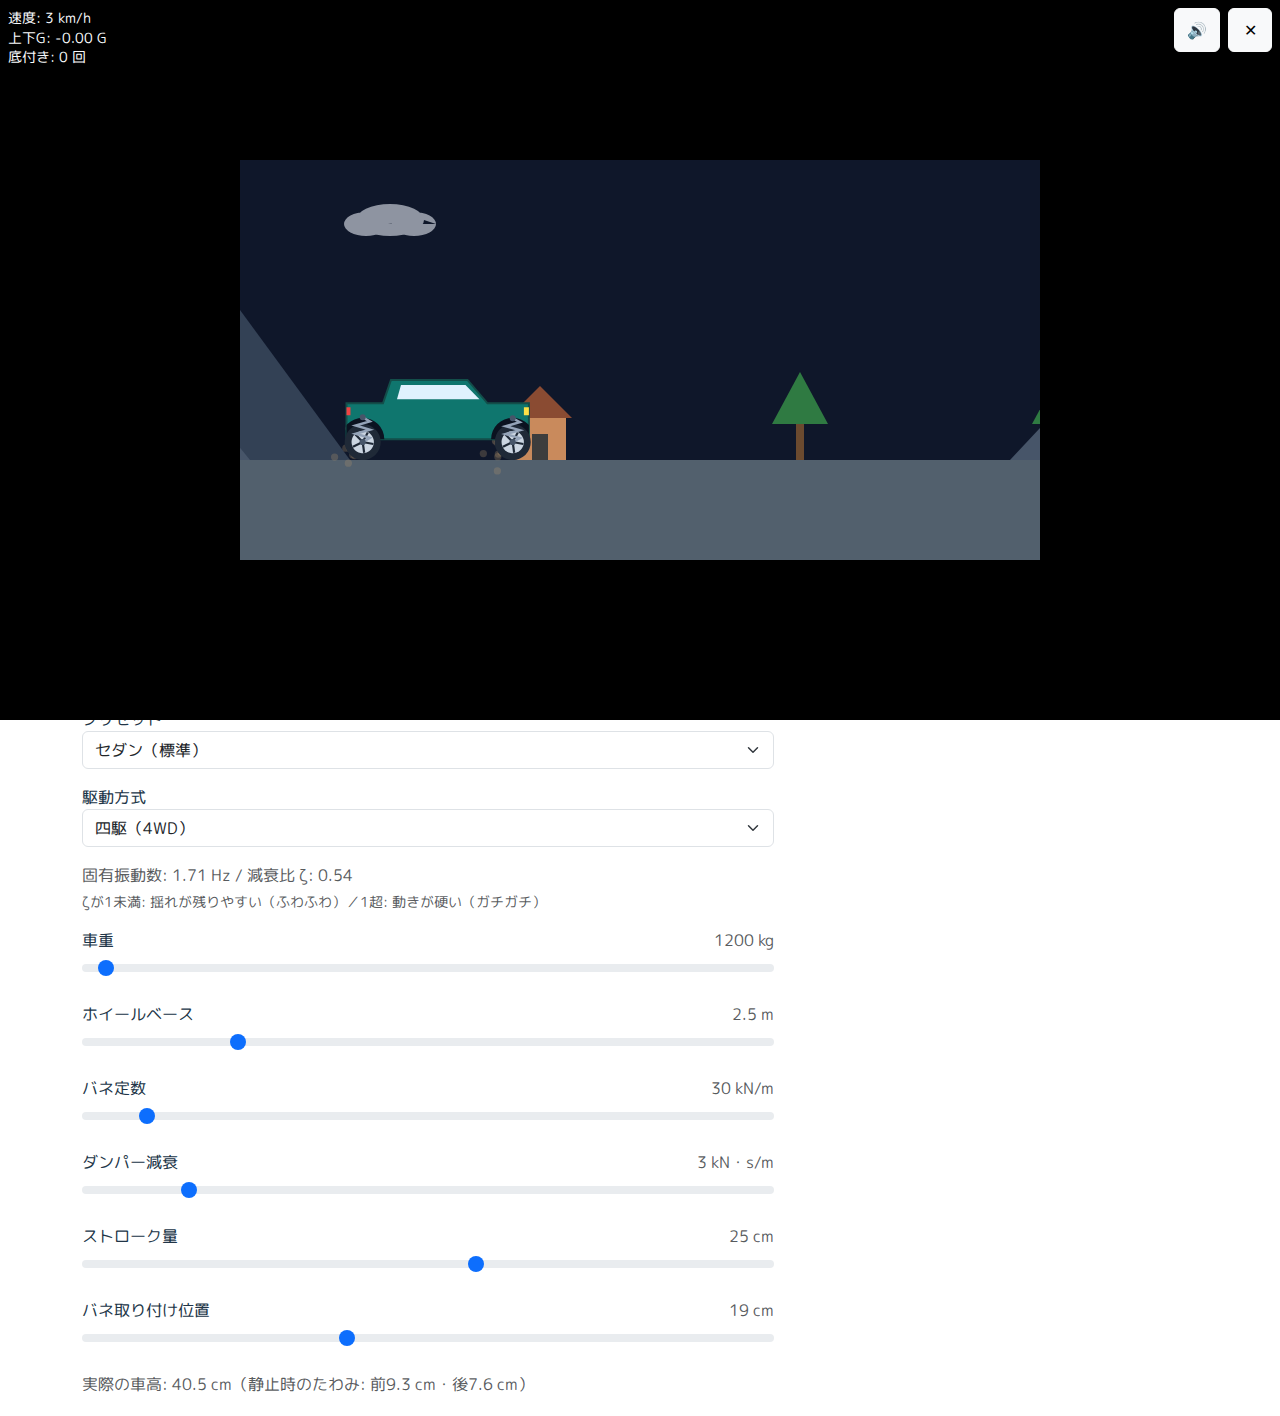 速度: 3 km/h
上下G: -0.00 G
底付き: 0 回
セダン（標準）
駆動方式
四駆（4WD）
固有振動数: 1.71 Hz / 減衰比 ζ: 0.54
ζが1未満: 揺れが残りやすい（ふわふわ）／1超: 動きが硬い（ガチガチ）
車重
1200 kg
ホイールベース
2.5 m
バネ定数
30 kN/m
ダンパー減衰
3 kN・s/m
ストローク量
25 cm
バネ取り付け位置
19 cm
実際の車高: 40.5 cm（静止時のたわみ: 前9.3 cm・後7.6 cm）